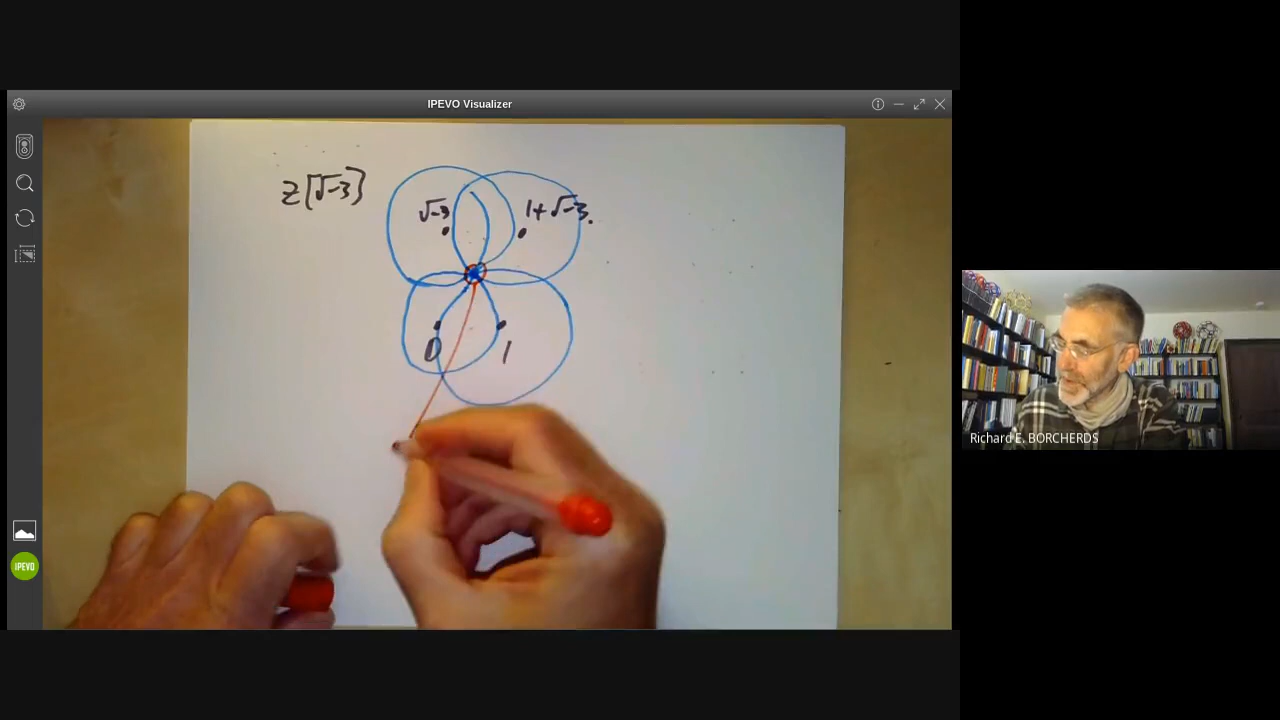 IPEVO Visualizer
Z[√-3]
√-3
1+√-3.
0
1
Richard E. BORCHERDS
IPEVO